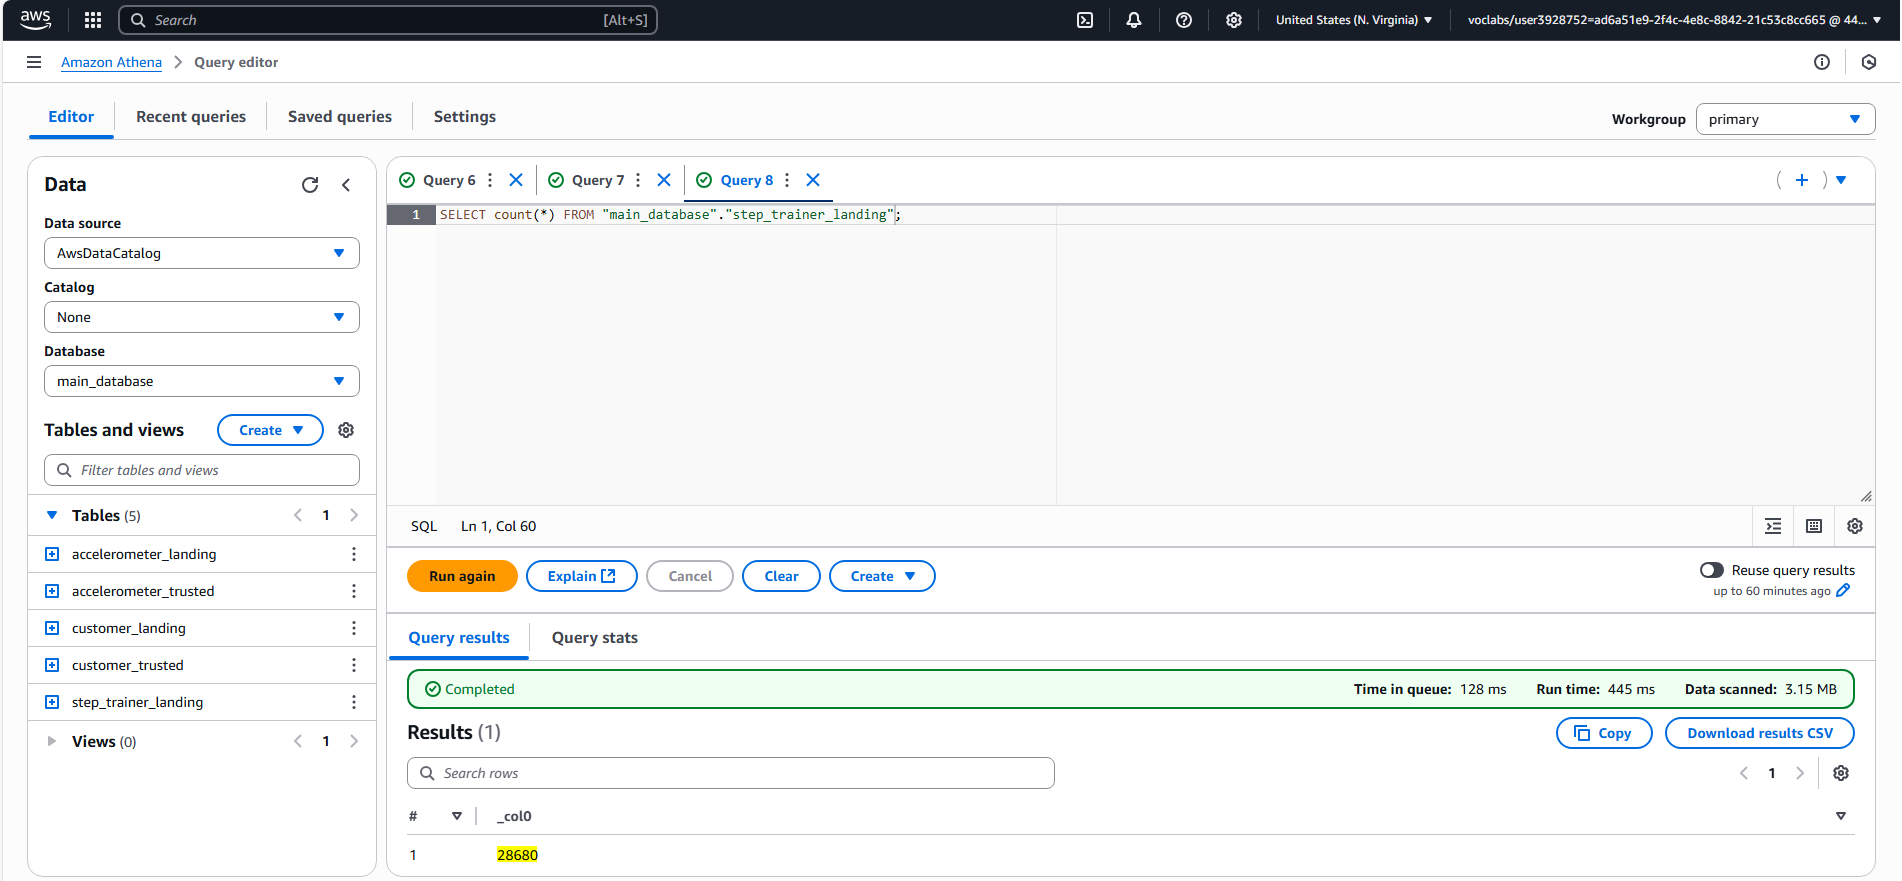 aws
Search [Alt+S]
United States (N. Virginia)
voclabs/user3928752=ad6a51e9-2f4c-4e8c-8842-21c53c8cc665 @ 44...
Amazon Athena
Query editor
Editor
Recent queries
Saved queries
Settings
Workgroup
primary
Data
Data source
AwsDataCatalog
Catalog
None
Database
main_database
Tables and views
Create
Filter tables and views
Tables (5)
1
accelerometer_landing
accelerometer_trusted
customer_landing
customer_trusted
step_trainer_landing
Views (0)
1
Query 6
Query 7
Query 8
1 SELECT count(*) FROM "main_database"."step_trainer_landing";
SQL
Ln 1, Col 60
Run again
Explain
Cancel
Clear
Create
Reuse query results
up to 60 minutes ago
Query results
Query stats
Completed
Time in queue: 128 ms
Run time: 445 ms
Data scanned: 3.15 MB
Results (1)
Copy
Download results CSV
Search rows
1
# _col0
1 28680